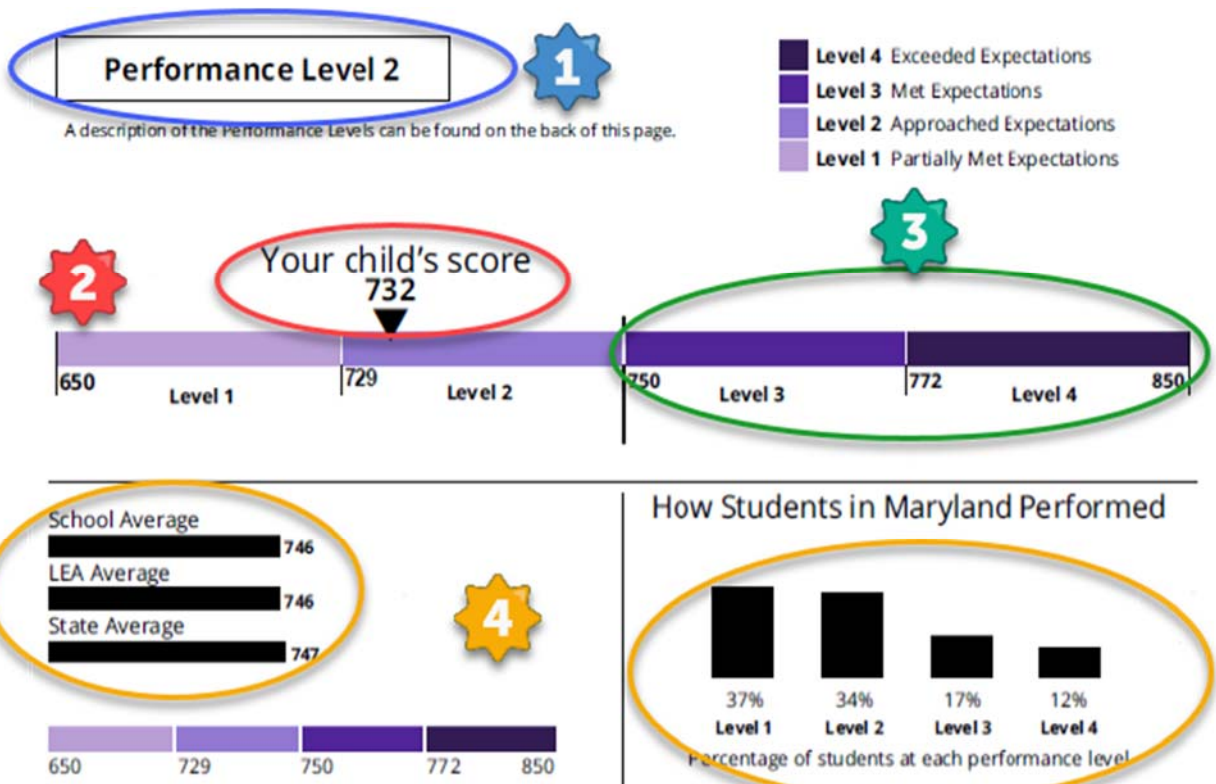 Performance Level 2
1
A description of the Performance Levels can be found on the back of this page.
Level 4 Exceeded Expectations
Level 3 Met Expectations
Level 2 Approached Expectations
Level 1 Partially Met Expectations
3
2
Your child's score
732
650
Level 1
729
Level 2
750
Level 3
772
Level 4
850
School Average
746
LEA Average
746
State Average
747
4
650 729 750 772 850
How Students in Maryland Performed
37% 34% 17% 12%
Level 1 Level 2 Level 3 Level 4
Percentage of students at each performance level